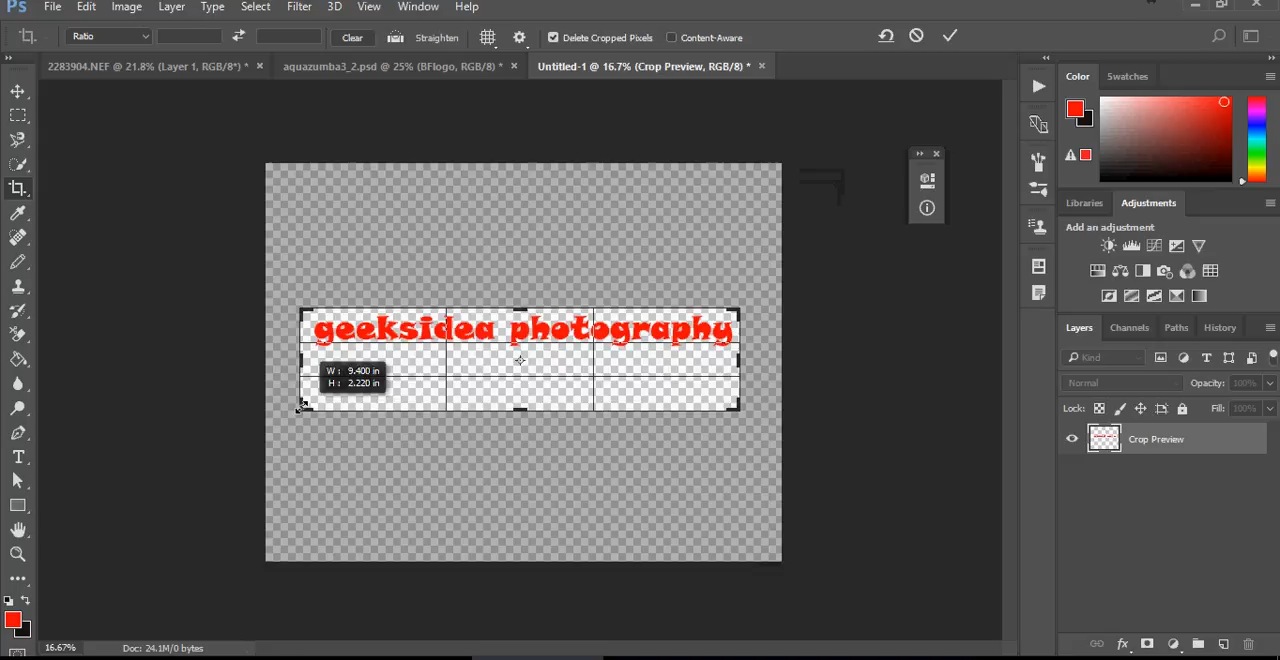 Ps File Edit Image Layer Type Select Filter 3D View Window Help
Ratio Clear Straighten Delete Cropped Pixels Content-Aware
2283904.NEF @ 21.8% (Layer 1, RGB/8*) * × aquazumba3_2.psd @ 25% (BFlogo, RGB/8) * × Untitled-1 @ 16.7% (Crop Preview, RGB/8) * ×
Color Swatches
Libraries Adjustments
Add an adjustment
geeksidea photography
W : 9.400 in
H : 2.220 in
Layers Channels Paths History
Kind
Normal Opacity: 100%
Lock: Fill: 100%
Crop Preview
16.67% Doc: 24.1M/0 bytes